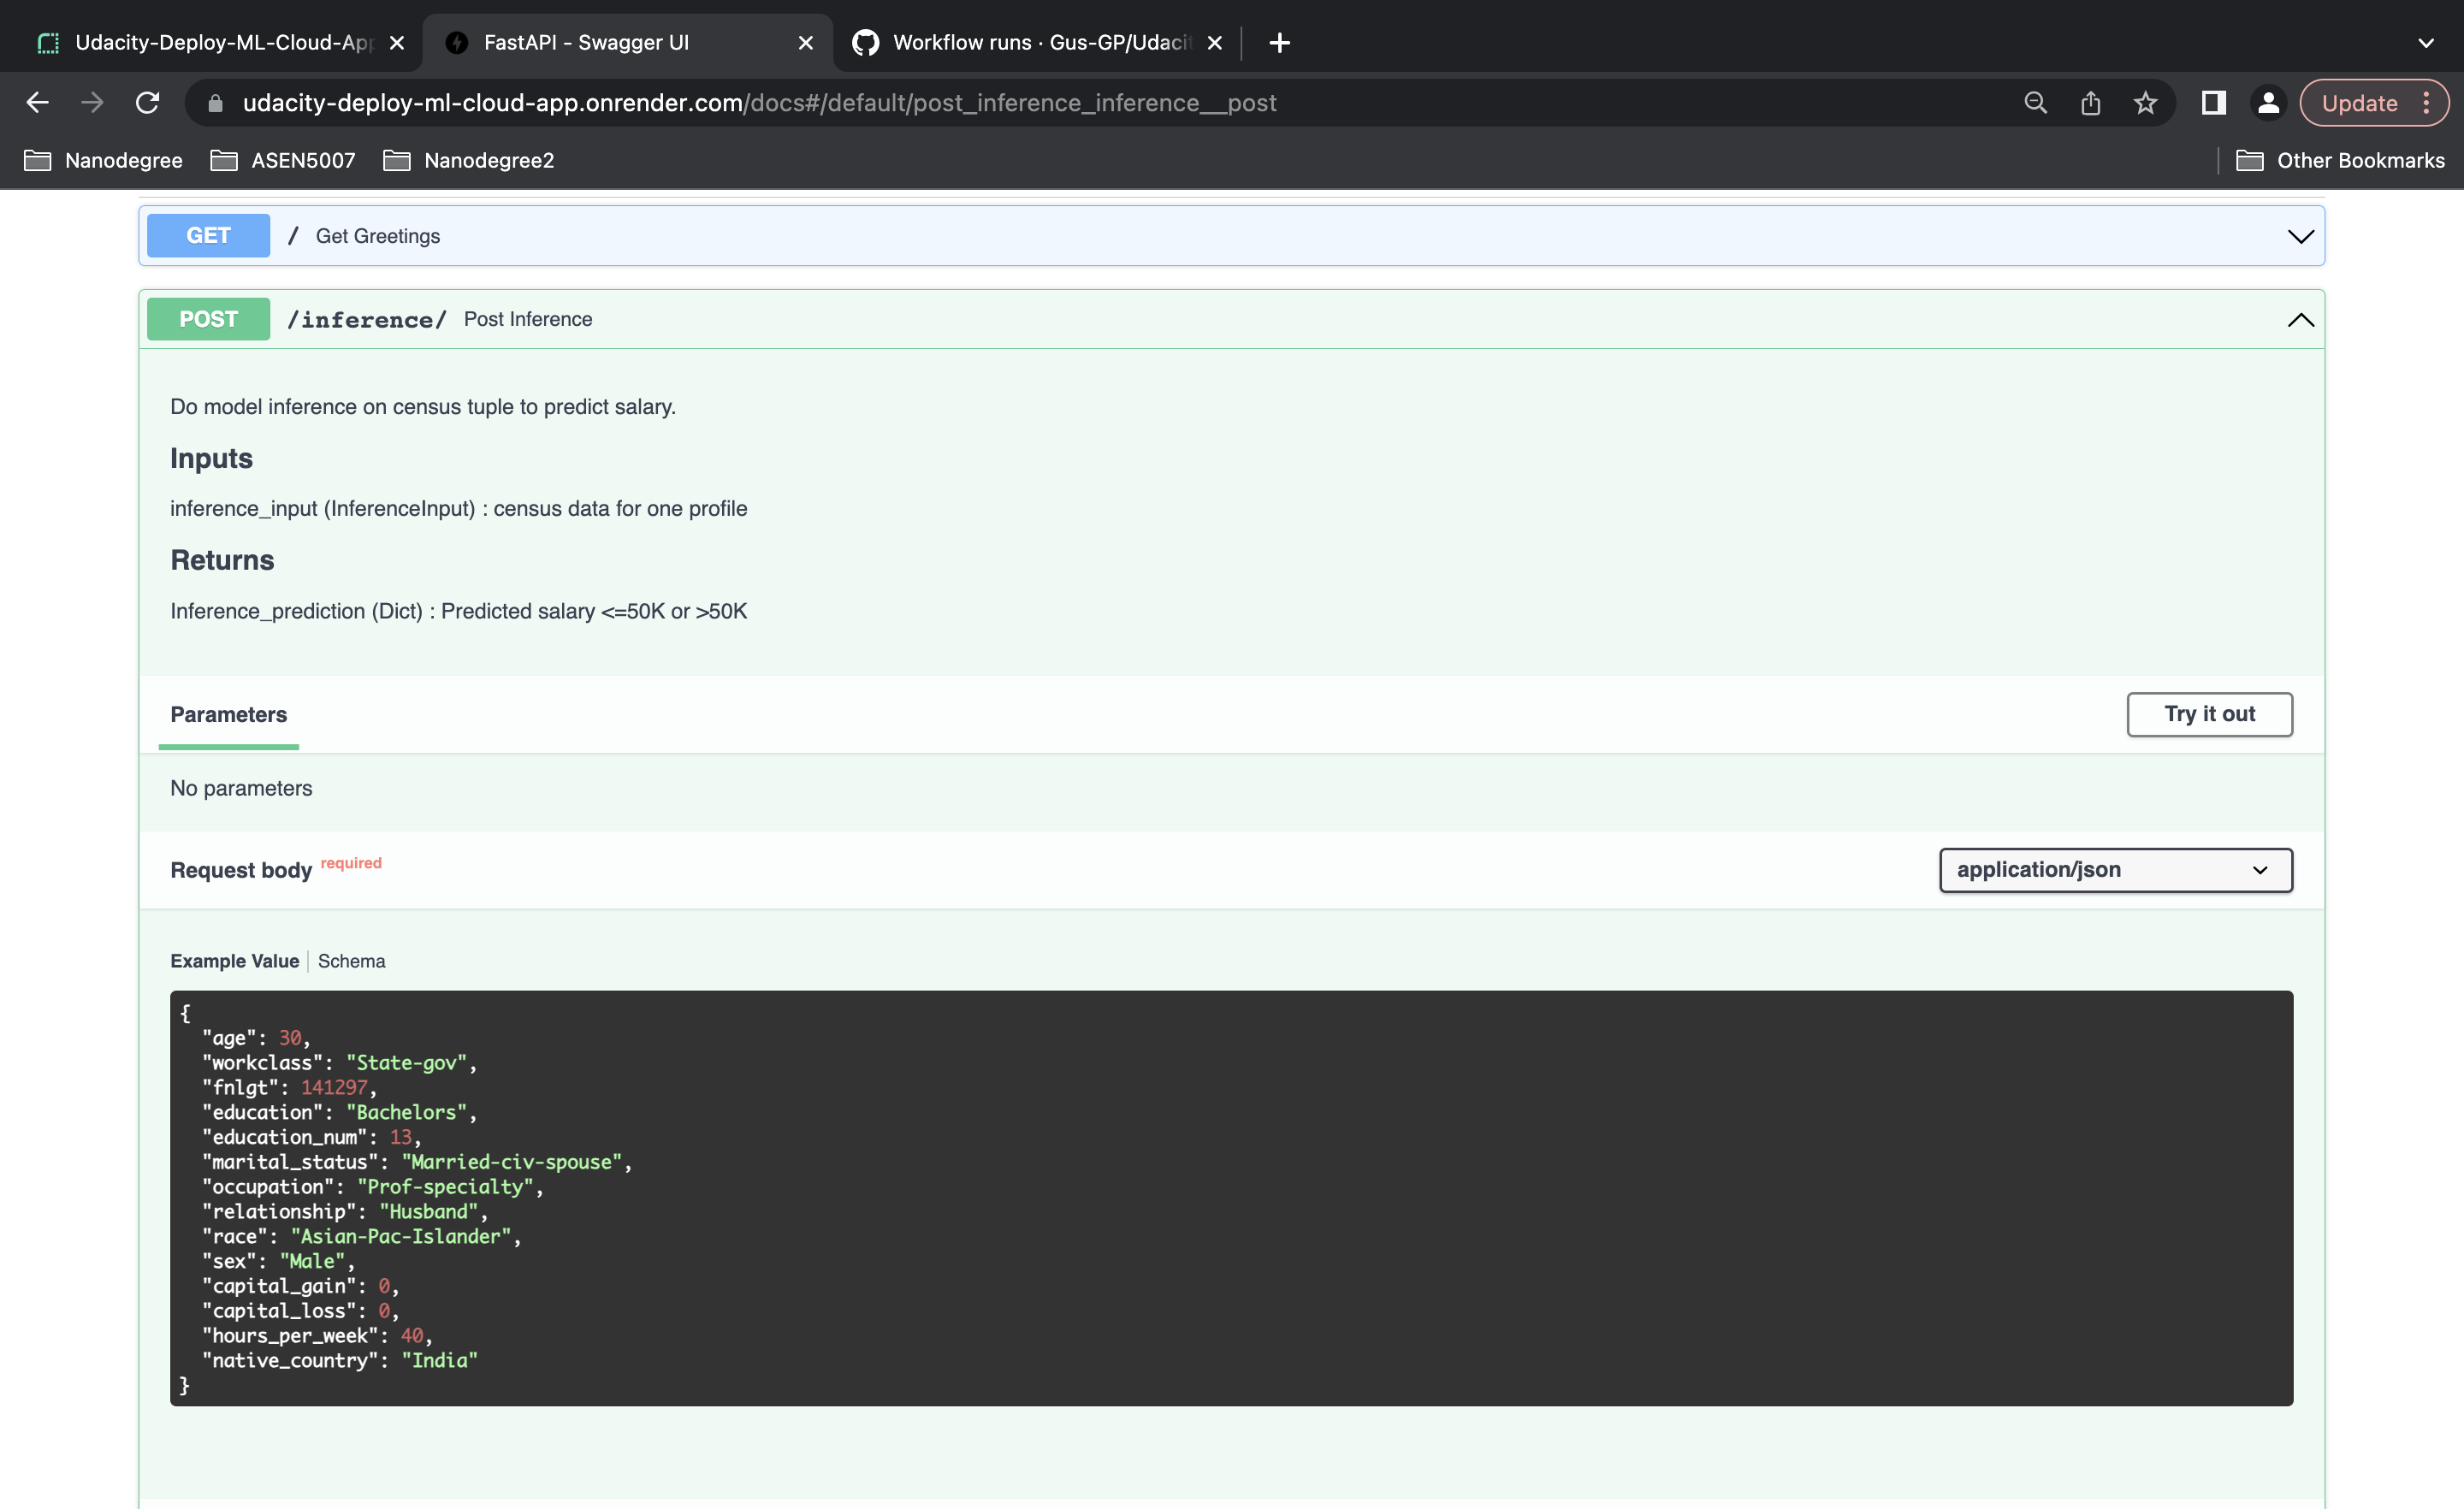 Udacity-Deploy-ML-Cloud-App
FastAPI - Swagger UI
Workflow runs · Gus-GP/Udacit
udacity-deploy-ml-cloud-app.onrender.com/docs#/default/post_inference_inference__post
Update
Nanodegree
ASEN5007
Nanodegree2
Other Bookmarks
GET / Get Greetings
POST /inference/ Post Inference
Do model inference on census tuple to predict salary.
Inputs
inference_input (InferenceInput) : census data for one profile
Returns
Inference_prediction (Dict) : Predicted salary <=50K or >50K
Parameters
Try it out
No parameters
Request body required
application/json
Example Value | Schema
{
  "age": 30,
  "workclass": "State-gov",
  "fnlgt": 141297,
  "education": "Bachelors",
  "education_num": 13,
  "marital_status": "Married-civ-spouse",
  "occupation": "Prof-specialty",
  "relationship": "Husband",
  "race": "Asian-Pac-Islander",
  "sex": "Male",
  "capital_gain": 0,
  "capital_loss": 0,
  "hours_per_week": 40,
  "native_country": "India"
}